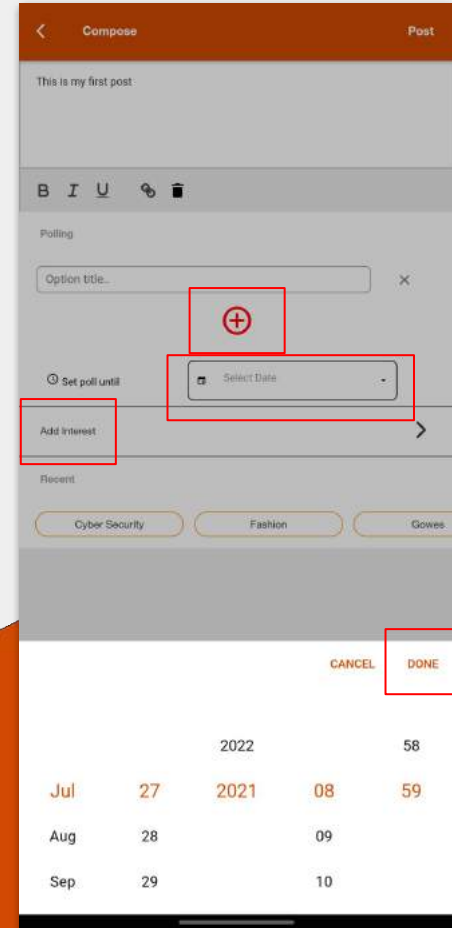 Compose Post
This is my first post
B I U
Polling
Option title..
Set poll until Select Date
Add Interest
Recent
Cyber Security Fashion Gowes
CANCEL DONE
2022 58
Jul 27 2021 08 59
Aug 28 09
Sep 29 10